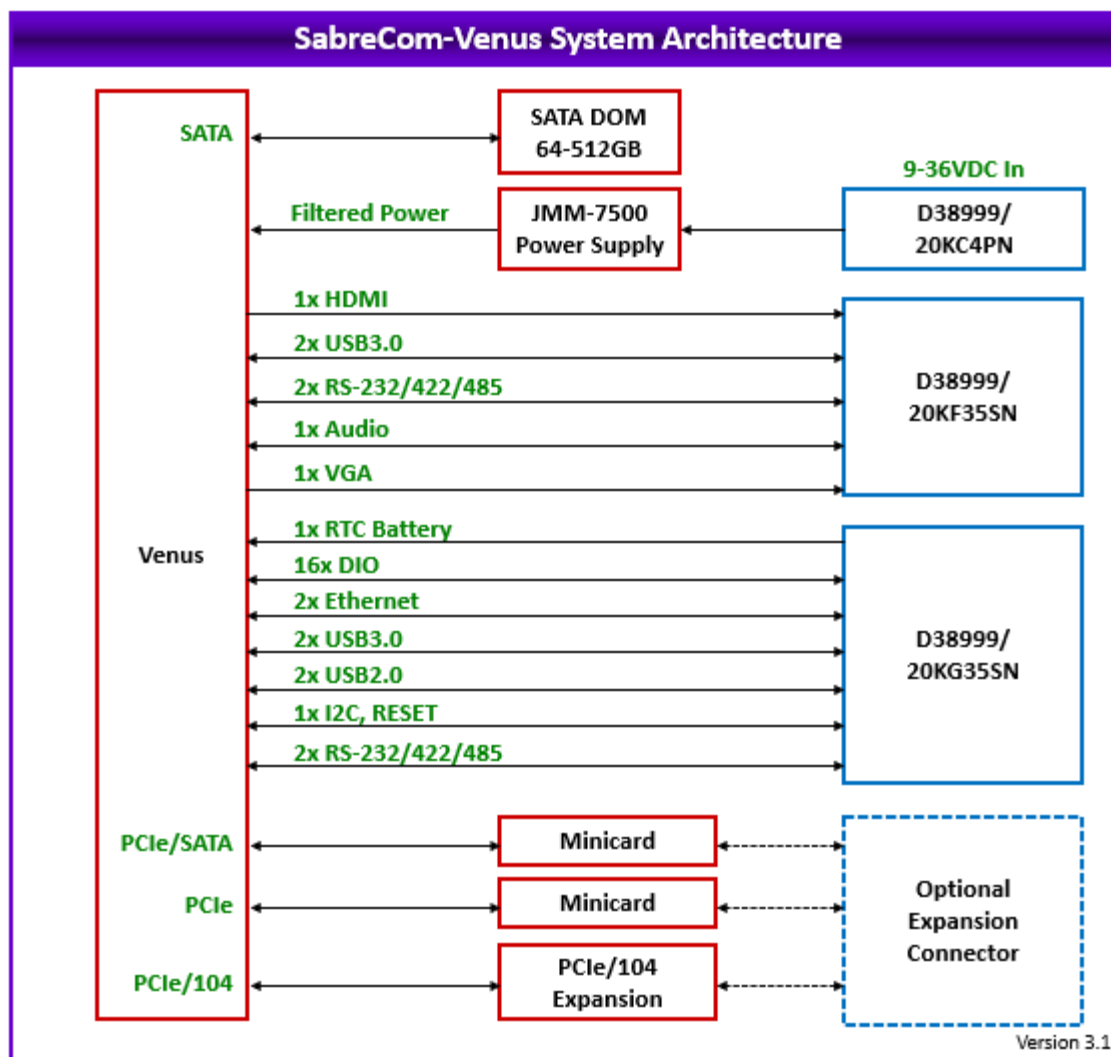 SabreCom-Venus System Architecture
SATA
SATA DOM
64-512GB
9-36VDC In
Filtered Power
JMM-7500
Power Supply
D38999/
20KC4PN
1x HDMI
2x USB3.0
2x RS-232/422/485
1x Audio
1x VGA
D38999/
20KF35SN
Venus
1x RTC Battery
16x DIO
2x Ethernet
2x USB3.0
2x USB2.0
1x I2C, RESET
2x RS-232/422/485
D38999/
20KG35SN
PCIe/SATA
Minicard
PCIe
Minicard
PCIe/104
PCIe/104
Expansion
Optional
Expansion
Connector
Version 3.1